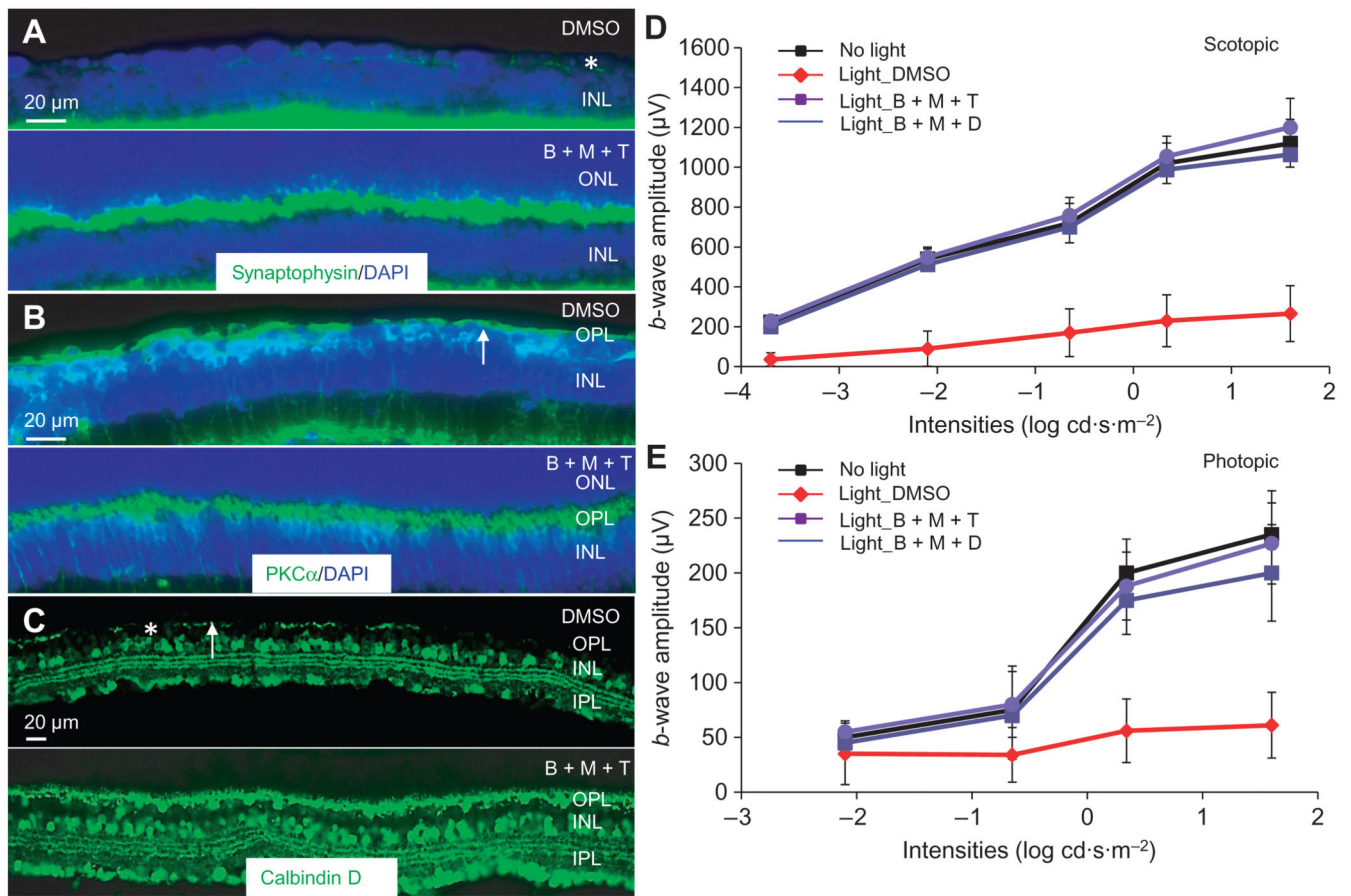 A
DMSO
*
INL
20 µm
B + M + T
ONL
INL
Synaptophysin/DAPI
B
DMSO
OPL
INL
20 µm
B + M + T
ONL
OPL
INL
PKCα/DAPI
C
DMSO
*
OPL
INL
IPL
20 µm
B + M + T
OPL
INL
IPL
Calbindin D
D
Scotopic
No light
Light_DMSO
Light_B + M + T
Light_B + M + D
b-wave amplitude (µV)
1600
1400
1200
1000
800
600
400
200
0
–4 –3 –2 –1 0 1 2
Intensities (log cd·s·m–2)
E
Photopic
No light
Light_DMSO
Light_B + M + T
Light_B + M + D
b-wave amplitude (µV)
300
250
200
150
100
50
0
–3 –2 –1 0 1 2
Intensities (log cd·s·m–2)